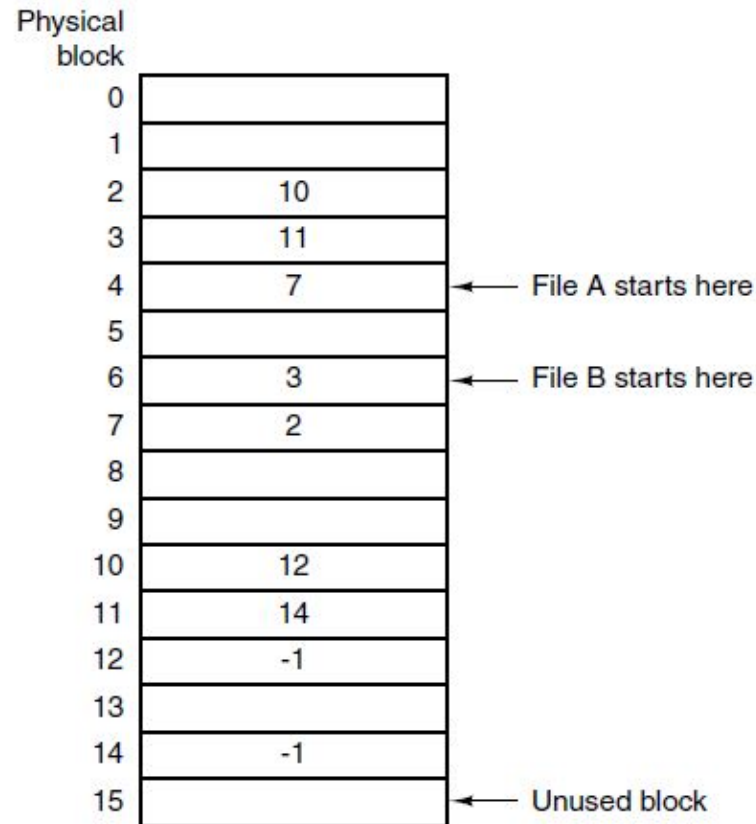 Physical
block
0
1
2 10
3 11
4 7 File A starts here
5
6 3 File B starts here
7 2
8
9
10 12
11 14
12 -1
13
14 -1
15 Unused block